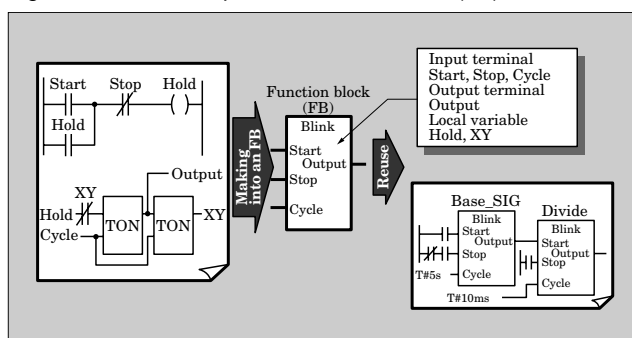 Start
Stop
Hold
Hold
XY
Hold
Cycle
TON
TON
Output
XY
Making
into an FB
Function block
(FB)
Blink
Start
Output
Stop
Cycle
Reuse
Input terminal
Start, Stop, Cycle
Output terminal
Output
Local variable
Hold, XY
Base_SIG
Blink
Start
Output
Stop
T#5s
Cycle
Divide
Blink
Start
Output
Stop
T#10ms
Cycle